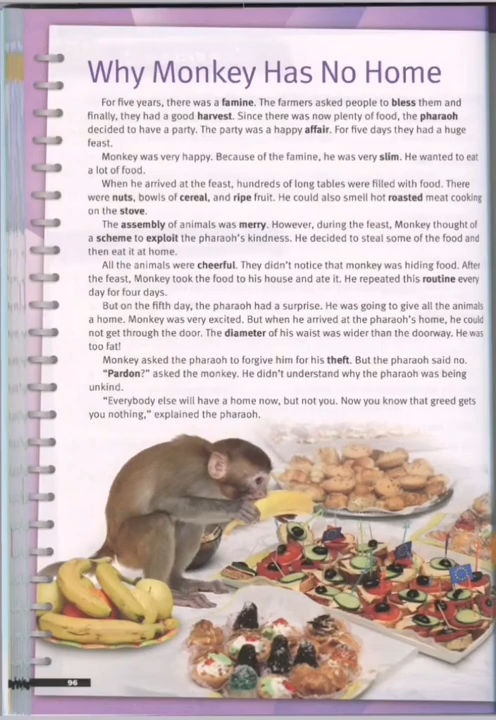 Why Monkey Has No Home
For five years, there was a famine. The farmers asked people to bless them and
finally, they had a good harvest. Since there was now plenty of food, the pharaoh
decided to have a party. The party was a happy affair. For five days they had a huge
feast.
Monkey was very happy. Because of the famine, he was very slim. He wanted to eat
a lot of food.
When he arrived at the feast, hundreds of long tables were filled with food. There
were nuts, bowls of cereal, and ripe fruit. He could also smell hot roasted meat cooking
on the stove.
The assembly of animals was merry. However, during the feast, Monkey thought of
a scheme to exploit the pharaoh's kindness. He decided to steal some of the food and
then eat it at home.
All the animals were cheerful. They didn't notice that monkey was hiding food. After
the feast, Monkey took the food to his house and ate it. He repeated this routine every
day for four days.
But on the fifth day, the pharaoh had a surprise. He was going to give all the animals
a home. Monkey was very excited. But when he arrived at the pharaoh's home, he could
not get through the door. The diameter of his waist was wider than the doorway. He was
too fat!
Monkey asked the pharaoh to forgive him for his theft. But the pharaoh said no.
"Pardon?" asked the monkey. He didn't understand why the pharaoh was being
unkind.
"Everybody else will have a home now, but not you. Now you know that greed gets
you nothing," explained the pharaoh.
96